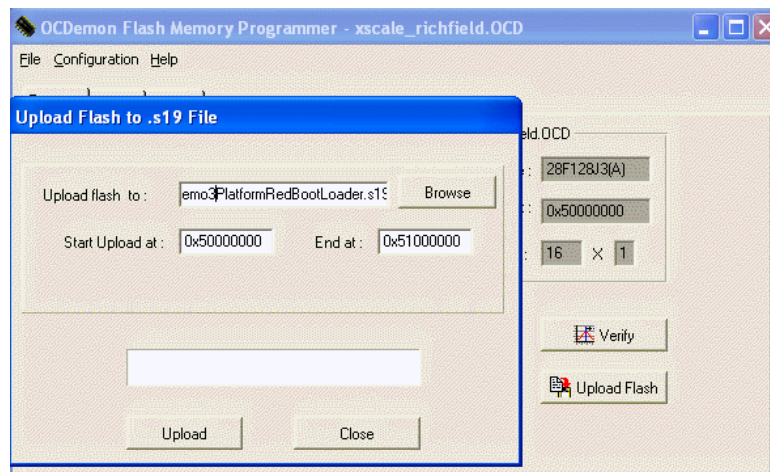 OCDemon Flash Memory Programmer - xscale_richfield.OCD
File Configuration Help
Upload Flash to .s19 File
eld.OCD
28F128J3(A)
Upload flash to : emo3PlatformRedBootLoader.s19 Browse
0x50000000
Start Upload at : 0x50000000 End at : 0x51000000
16 X 1
Verify
Upload Flash
Upload Close